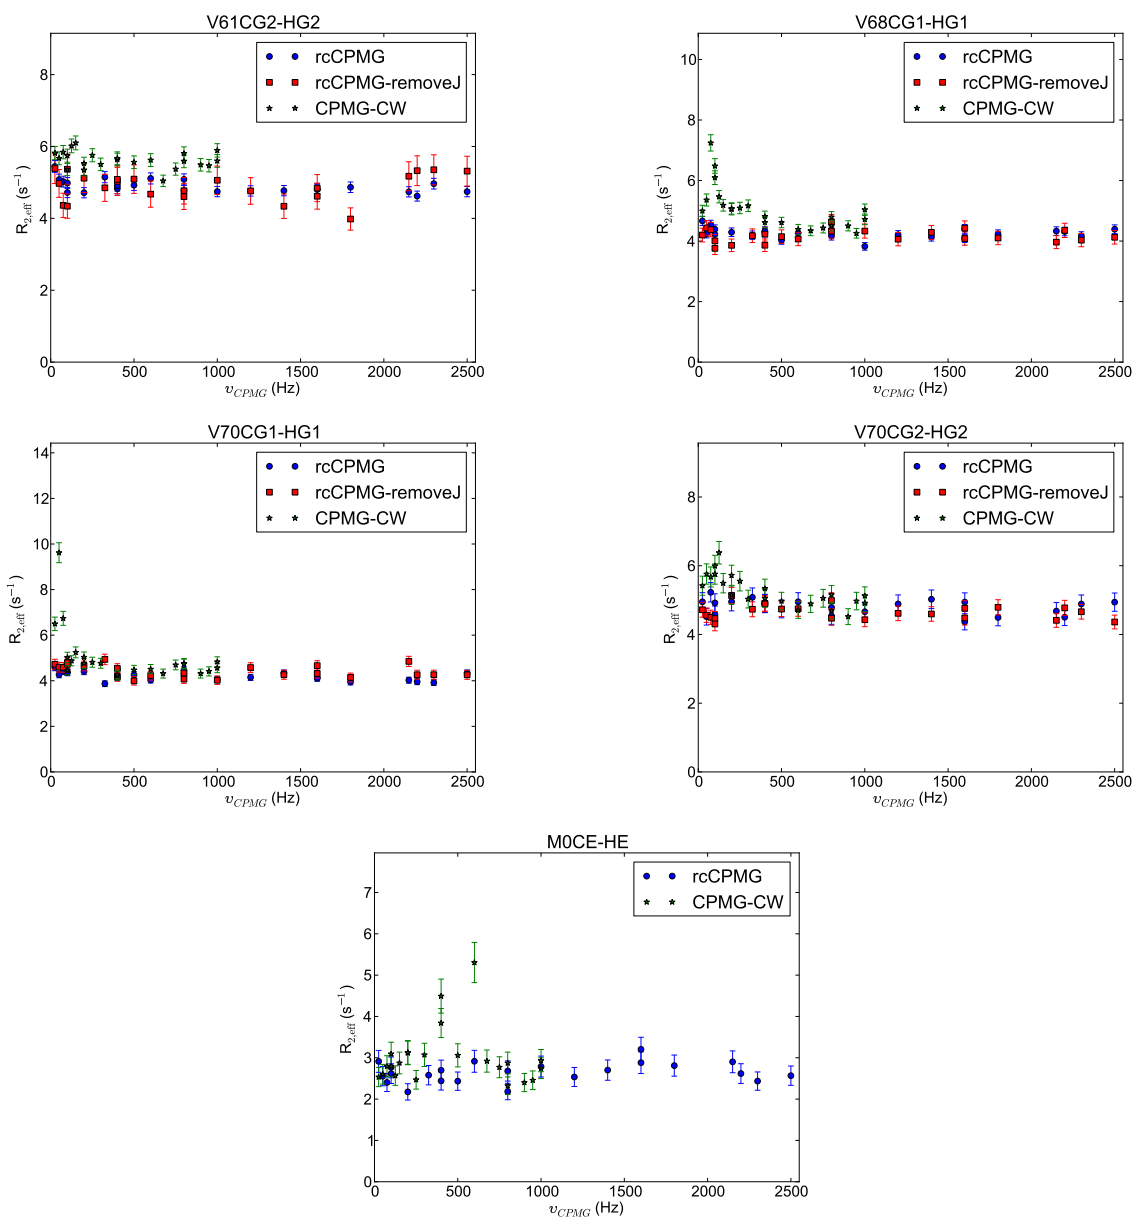 V61CG2-HG2
rcCPMG
rcCPMG-removeJ
CPMG-CW
8
6
4
2
0
R2,eff (s−1)
0 500 1000 1500 2000 2500
υCPMG (Hz)
V68CG1-HG1
rcCPMG
rcCPMG-removeJ
CPMG-CW
10
8
6
4
2
0
R2,eff (s−1)
0 500 1000 1500 2000 2500
υCPMG (Hz)
V70CG1-HG1
rcCPMG
rcCPMG-removeJ
CPMG-CW
14
12
10
8
6
4
2
0
R2,eff (s−1)
0 500 1000 1500 2000 2500
υCPMG (Hz)
V70CG2-HG2
rcCPMG
rcCPMG-removeJ
CPMG-CW
8
6
4
2
0
R2,eff (s−1)
0 500 1000 1500 2000 2500
υCPMG (Hz)
M0CE-HE
rcCPMG
CPMG-CW
7
6
5
4
3
2
1
0
R2,eff (s−1)
0 500 1000 1500 2000 2500
υCPMG (Hz)